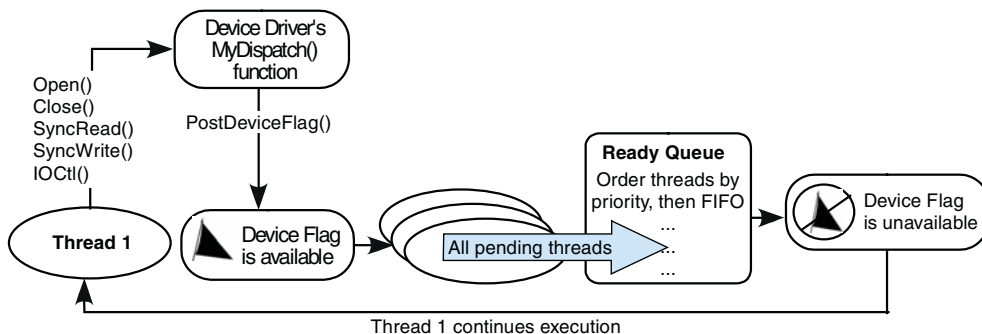 Device Driver's
MyDispatch()
function
Open()
Close()
SyncRead()
SyncWrite()
IOCtl()
PostDeviceFlag()
Thread 1
Device Flag
is available
All pending threads
Ready Queue
Order threads by
priority, then FIFO
...
...
...
Device Flag
is unavailable
Thread 1 continues execution